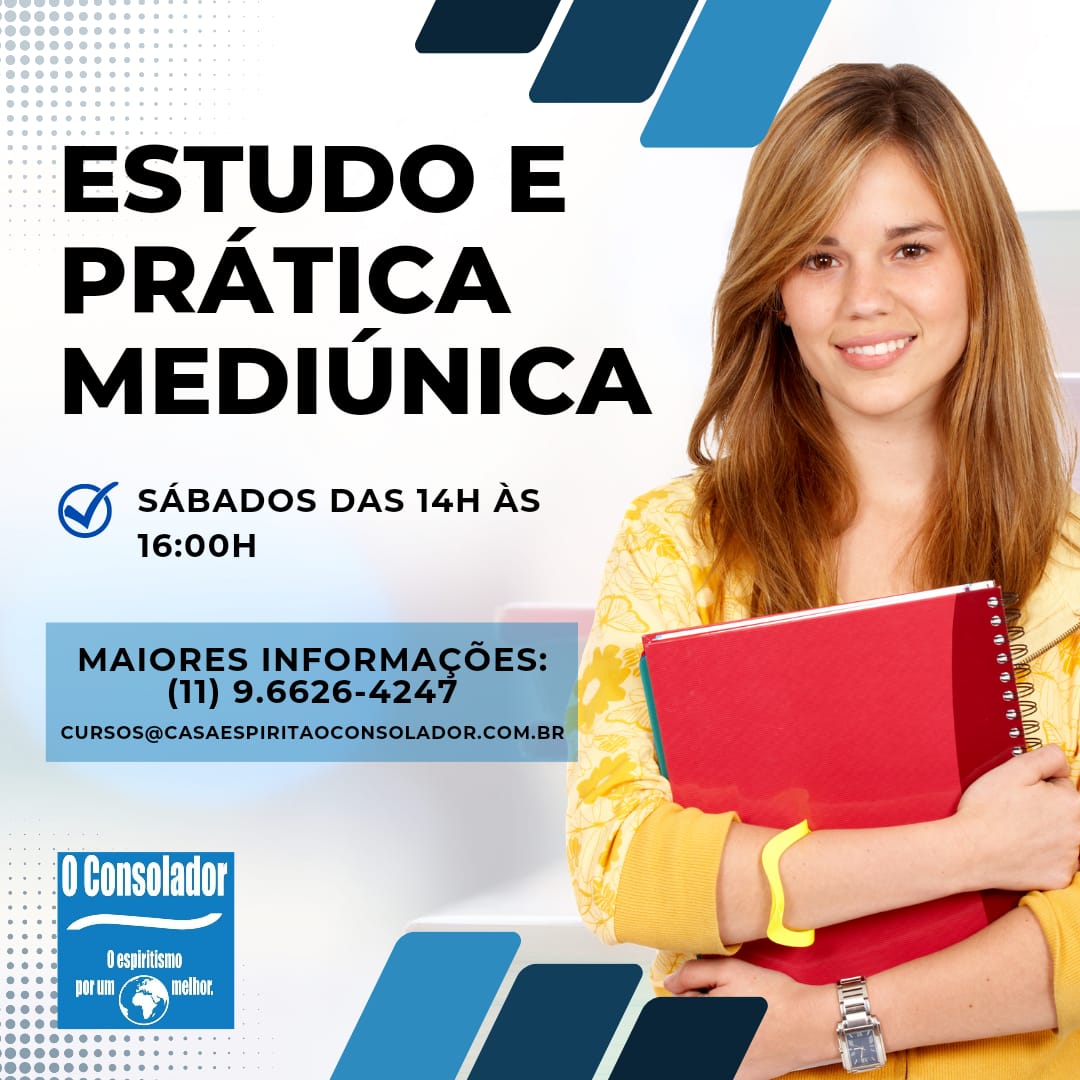 ESTUDO E
PRÁTICA
MEDIÚNICA
SÁBADOS DAS 14H ÀS
16:00H
MAIORES INFORMAÇÕES:
(11) 9.6626-4247
CURSOS@CASAESPIRITAOCONSOLADOR.COM.BR
O Consolador
O espiritismo
por um melhor.